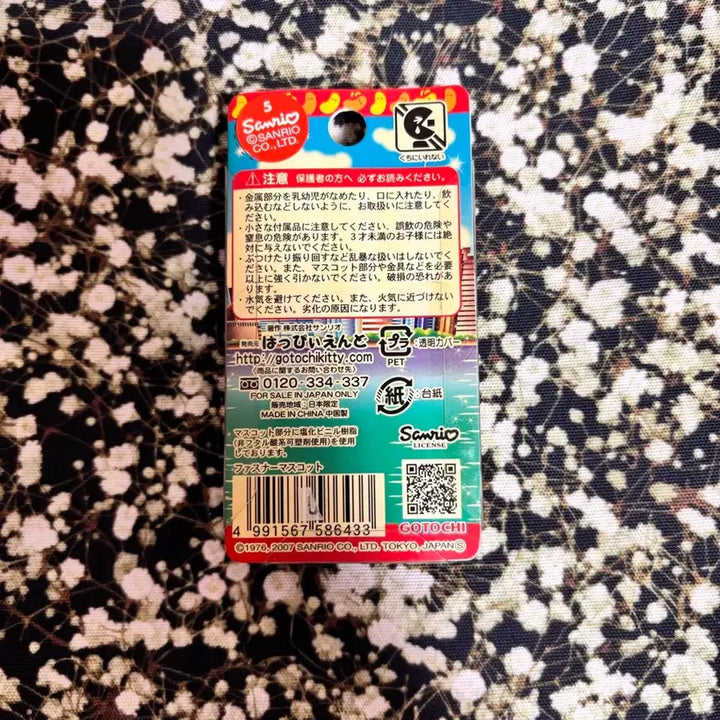 5
Sanrio
©SANRIO
CO., LTD.
くちにいれない
注意 保護者の方へ 必ずお読みください。
・金属部分を乳幼児がなめたり、口に入れたり、飲
み込むなどしないように、お取扱いに注意してく
ださい。
・小さな付属品に注意してください、誤飲の危険や
窒息の危険があります。3才未満のお子様には絶
対に与えないでください。
・ぶつけたり振り回すなど乱暴な扱いはしないでくだ
さい。また、マスコット部分や金具などを必要
以上に強く引かないでください。破損の恐れがあ
ります。
・水気を避けてください。また、火気に近づけない
でください。劣化の原因になります。
著作 株式会社サンリオ
発売元 はっぴぃえんど
http://gotochikitty.com
(商品に関するお問い合わせ先)
0120-334-337
FOR SALE IN JAPAN ONLY
販売地域：日本限定
MADE IN CHINA 中国製
プラ
：透明カバー
PET
紙
：台紙
マスコット部分に塩化ビニル樹脂
(非フタル酸系可塑剤使用)を使用
しております。
Sanrio
LICENSE
ファスナーマスコット
4 991567 586433
GOTOCHI
©1976, 2007 SANRIO CO., LTD. TOKYO, JAPAN Ⓢ